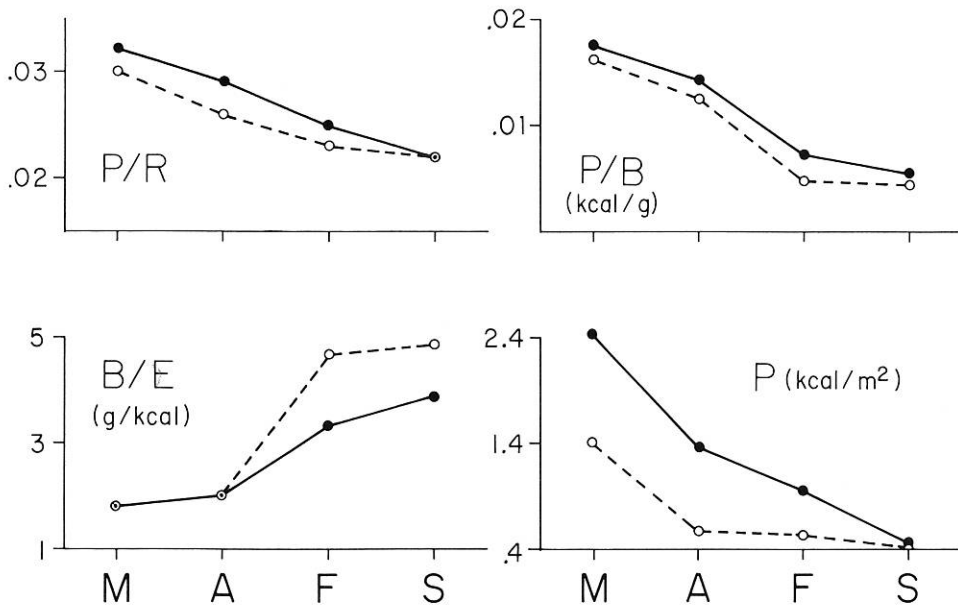 .03
.02
P/R
M A F S
.02
.01
P/B
(kcal/g)
M A F S
5
3
1
B/E
(g/kcal)
M A F S
2.4
1.4
.4
P (kcal/m²)
M A F S